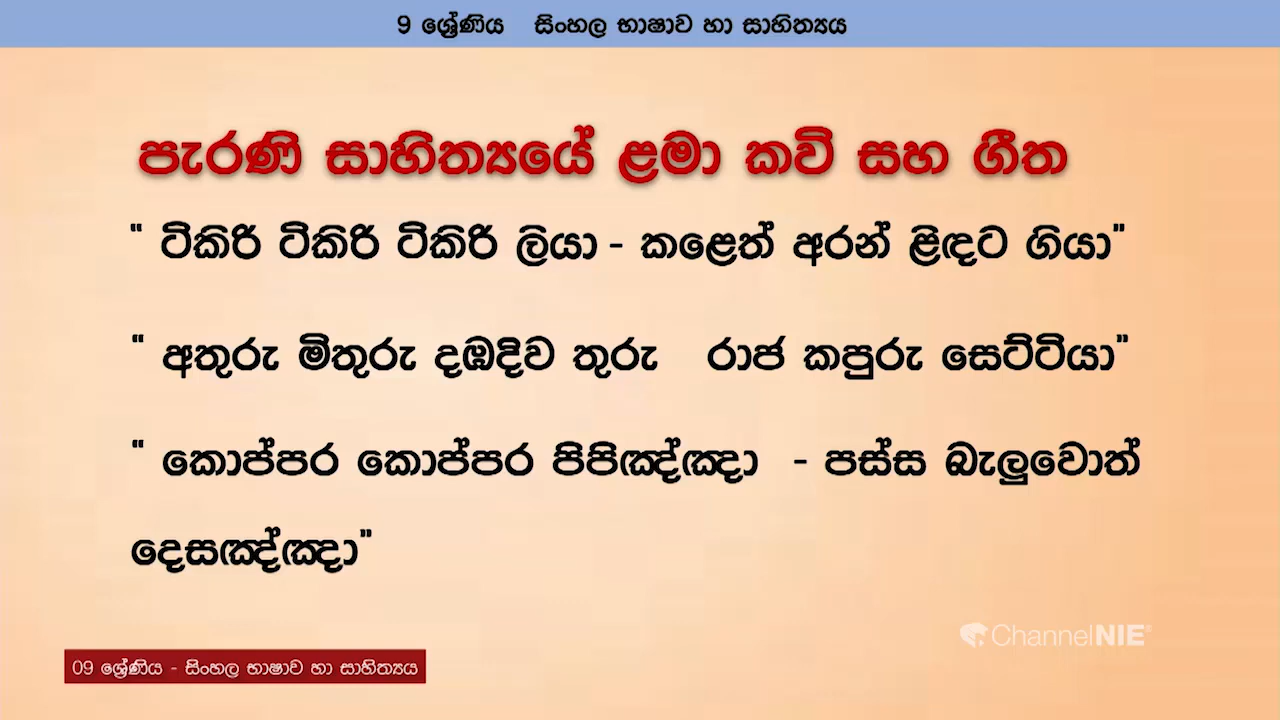 9 ශ්‍රේණිය   සිංහල භාෂාව හා සාහිත්‍යය
පැරණි සාහිත්‍යයේ ළමා කවි සහ ගීත
“ ටිකිරි ටිකිරි ටිකිරි ලියා - කළෙත් අරන් ළිඳට ගියා”
“ අතුරු මිතුරු දඹදිව තුරු   රාජ කපුරු සෙට්ටියා”
“ කොප්පර කොප්පර පිපිඤ්ඤා  - පස්ස බැලුවොත්
දෙසඤ්ඤා”
ChannelNIE
09 ශ්‍රේණිය - සිංහල භාෂාව හා සාහිත්‍යය